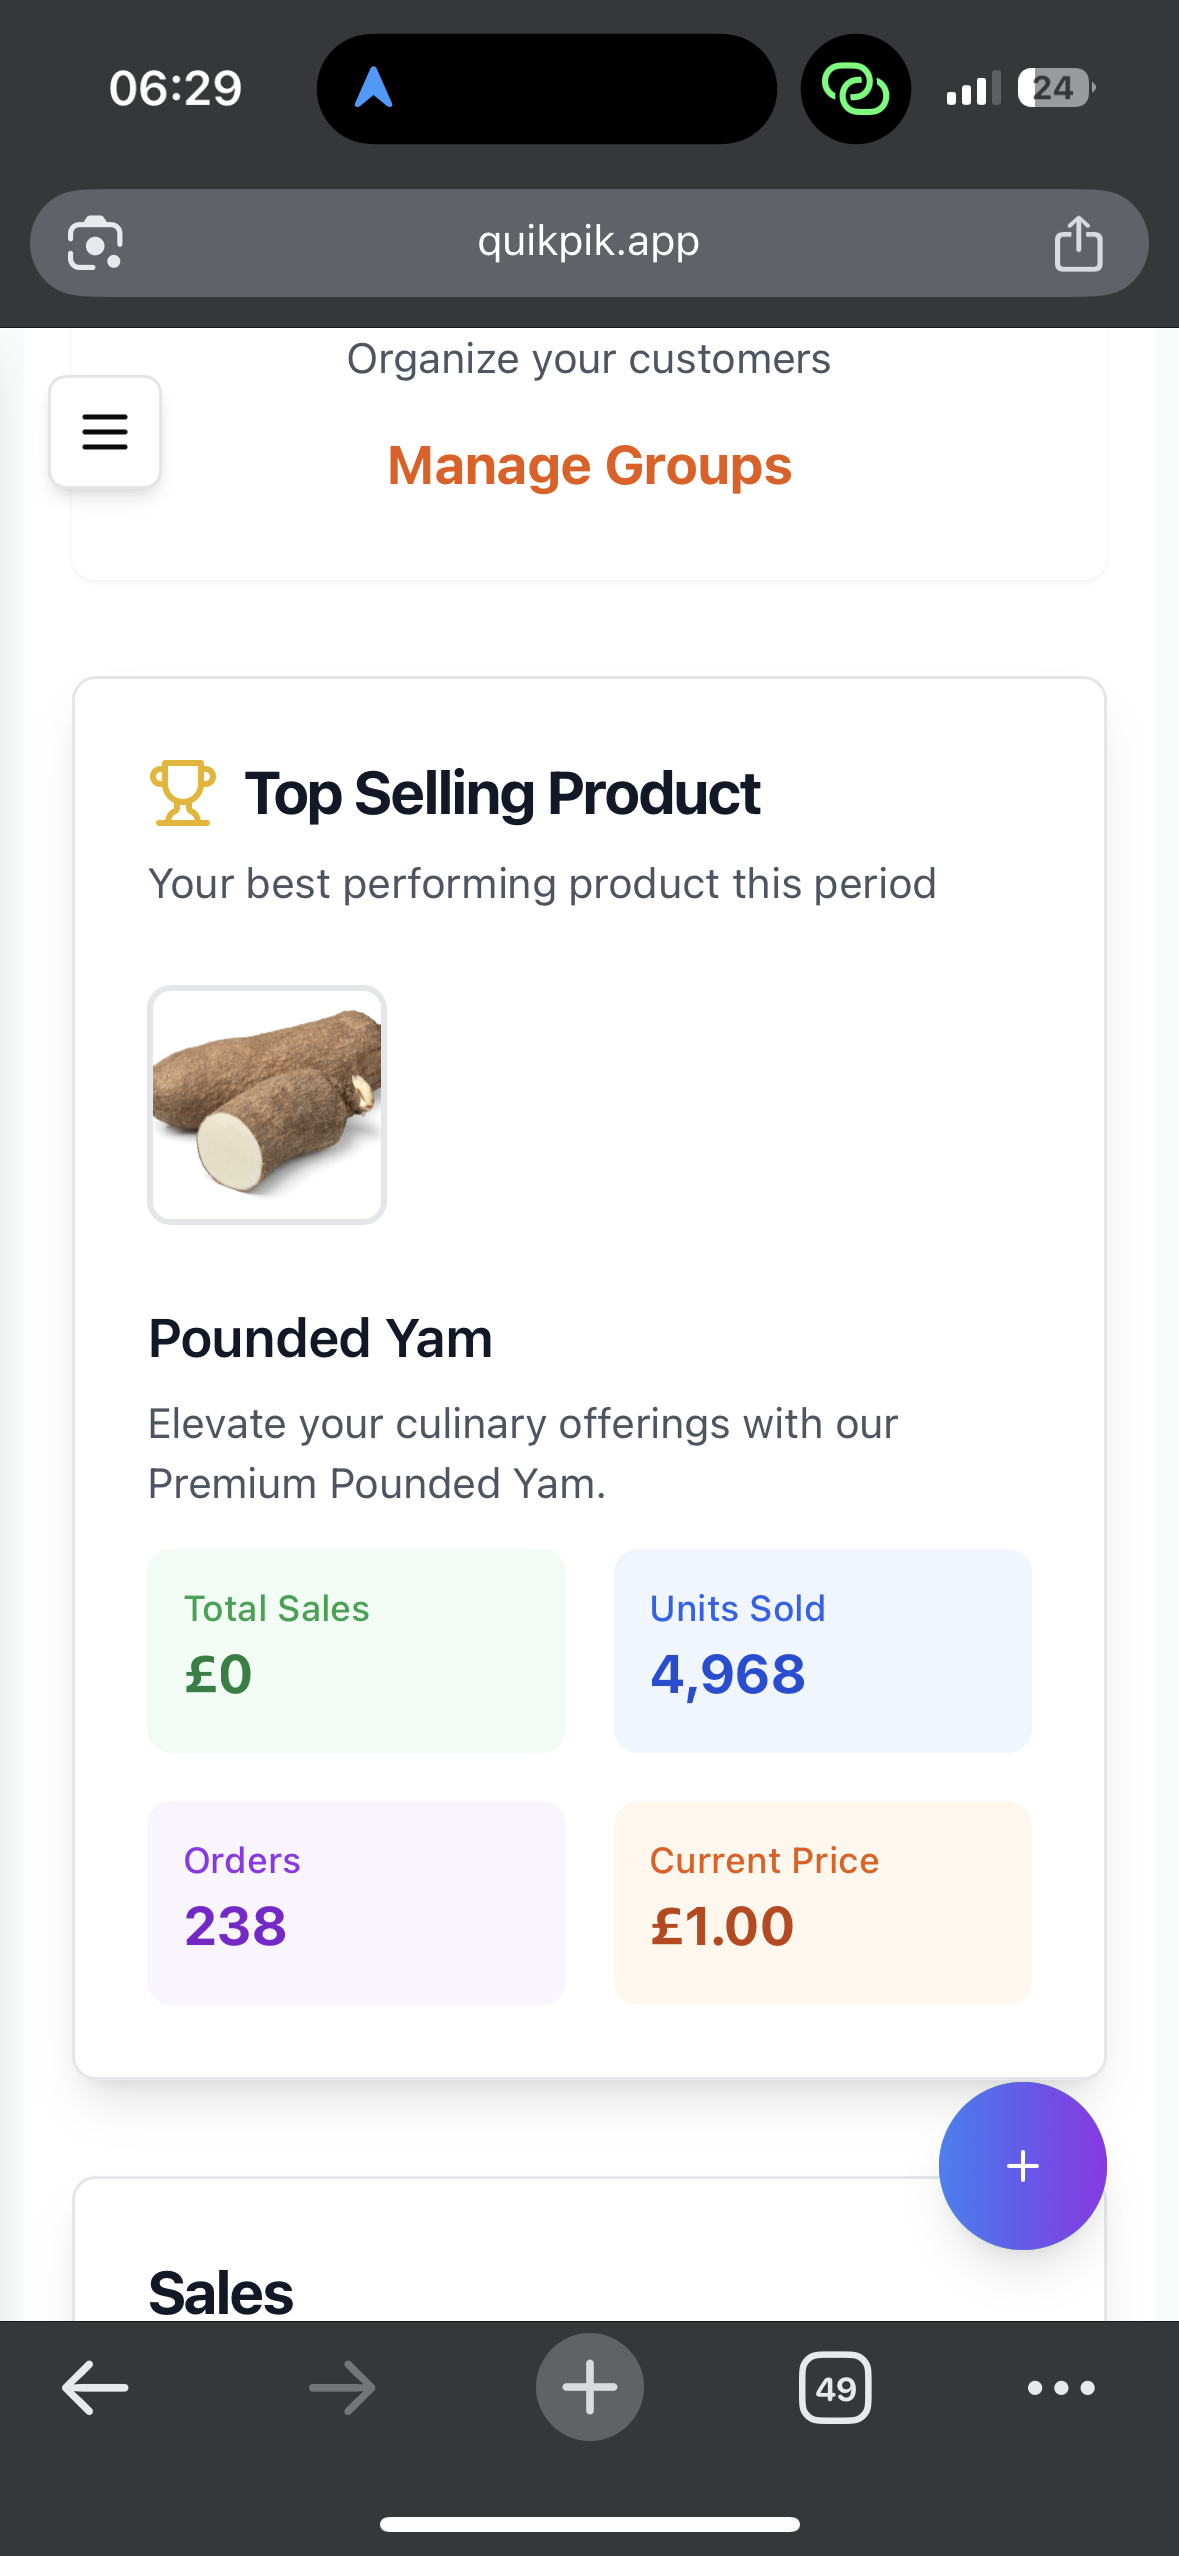 06:29
24
quikpik.app
Organize your customers
Manage Groups
Top Selling Product
Your best performing product this period
Pounded Yam
Elevate your culinary offerings with our
Premium Pounded Yam.
Total Sales
£0
Units Sold
4,968
Orders
238
Current Price
£1.00
Sales
49